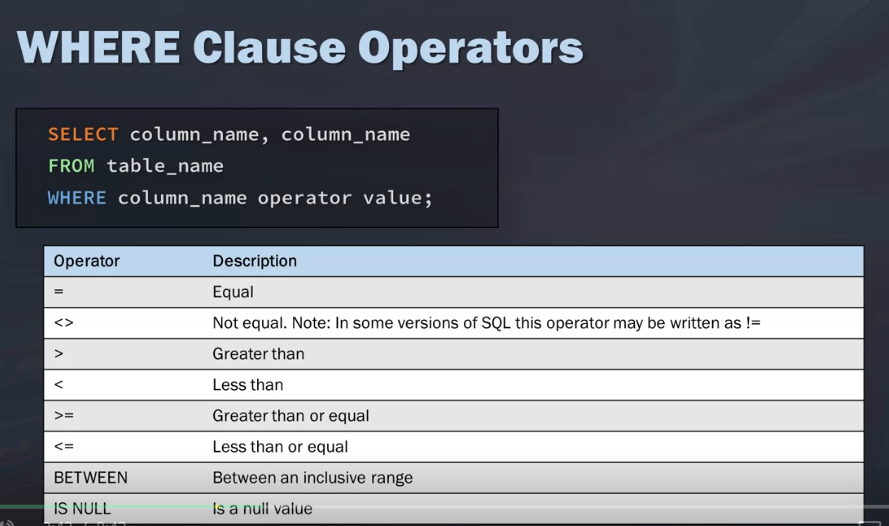 WHERE Clause Operators
SELECT column_name, column_name
FROM table_name
WHERE column_name operator value;
Operator Description
= Equal
<> Not equal. Note: In some versions of SQL this operator may be written as !=
> Greater than
< Less than
>= Greater than or equal
<= Less than or equal
BETWEEN Between an inclusive range
IS NULL Is a null value